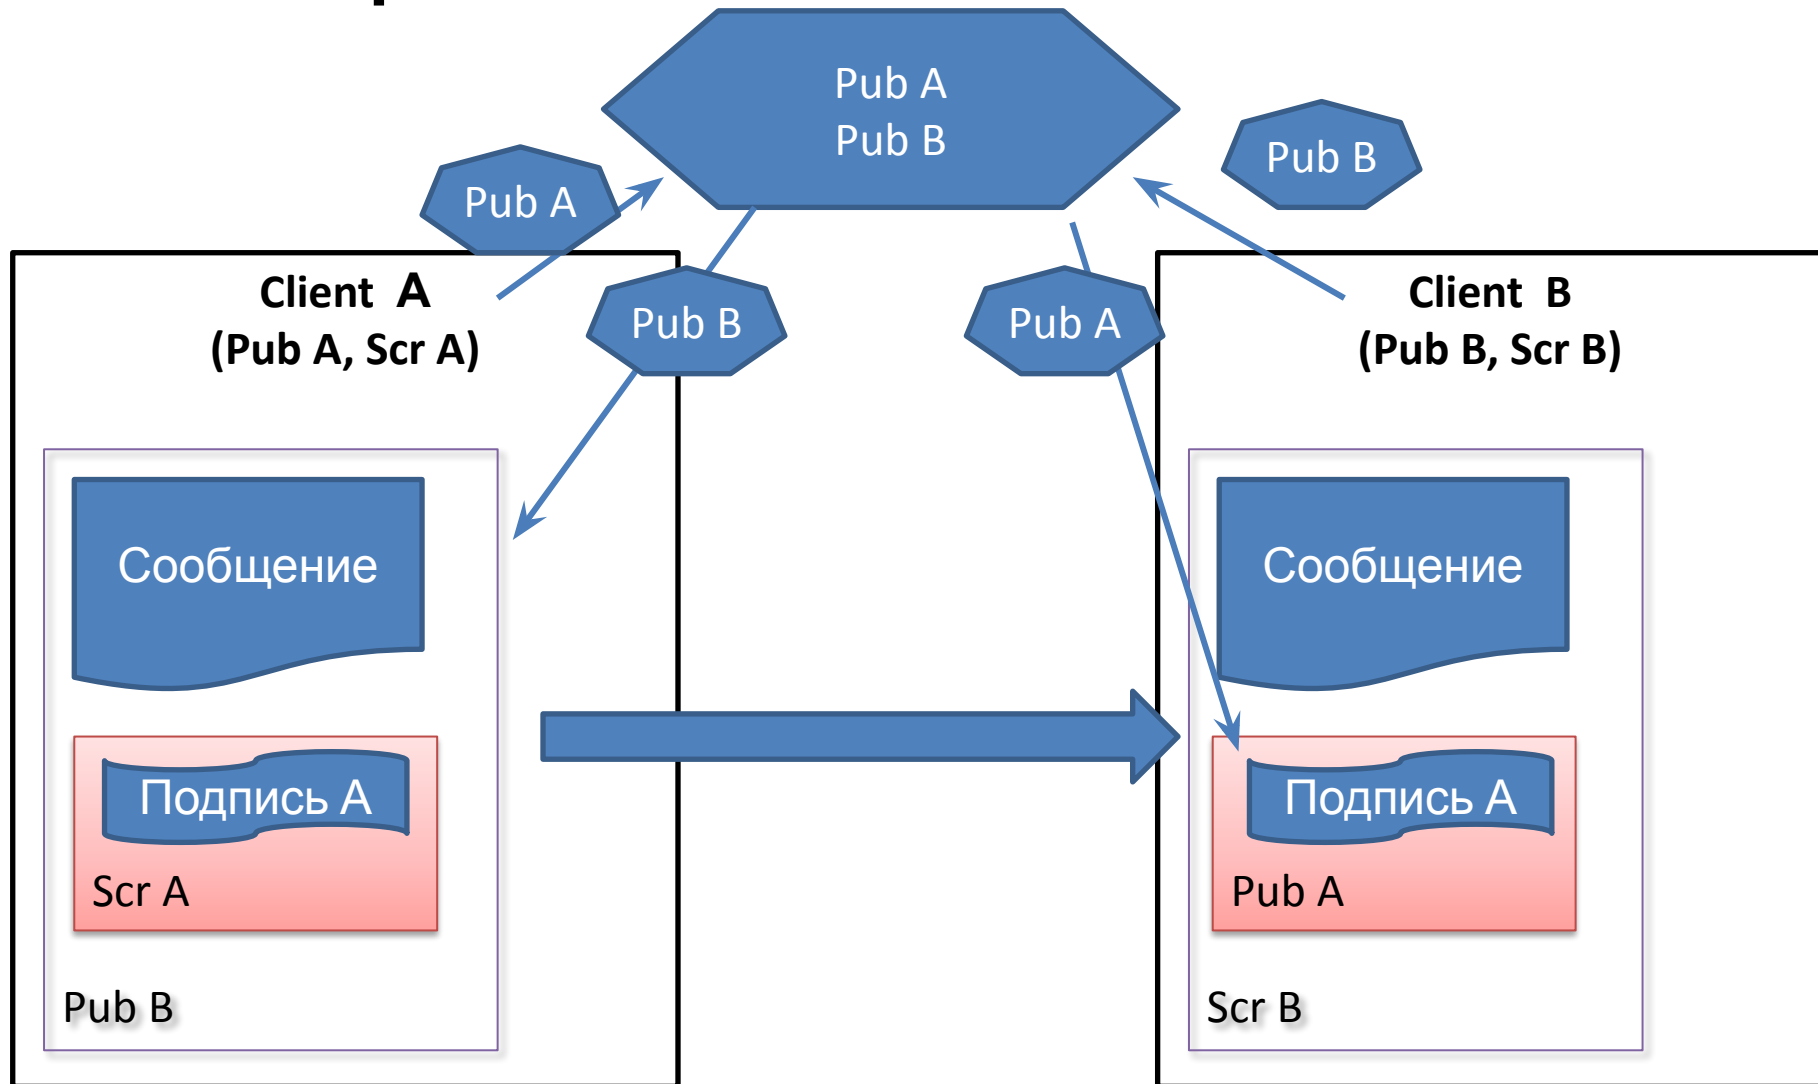 Pub A
Pub B
Pub A
Pub B
Pub B
Pub A
Client A
(Pub A, Scr A)
Сообщение
Подпись А
Scr A
Pub B
Client B
(Pub B, Scr B)
Сообщение
Подпись А
Pub A
Scr B